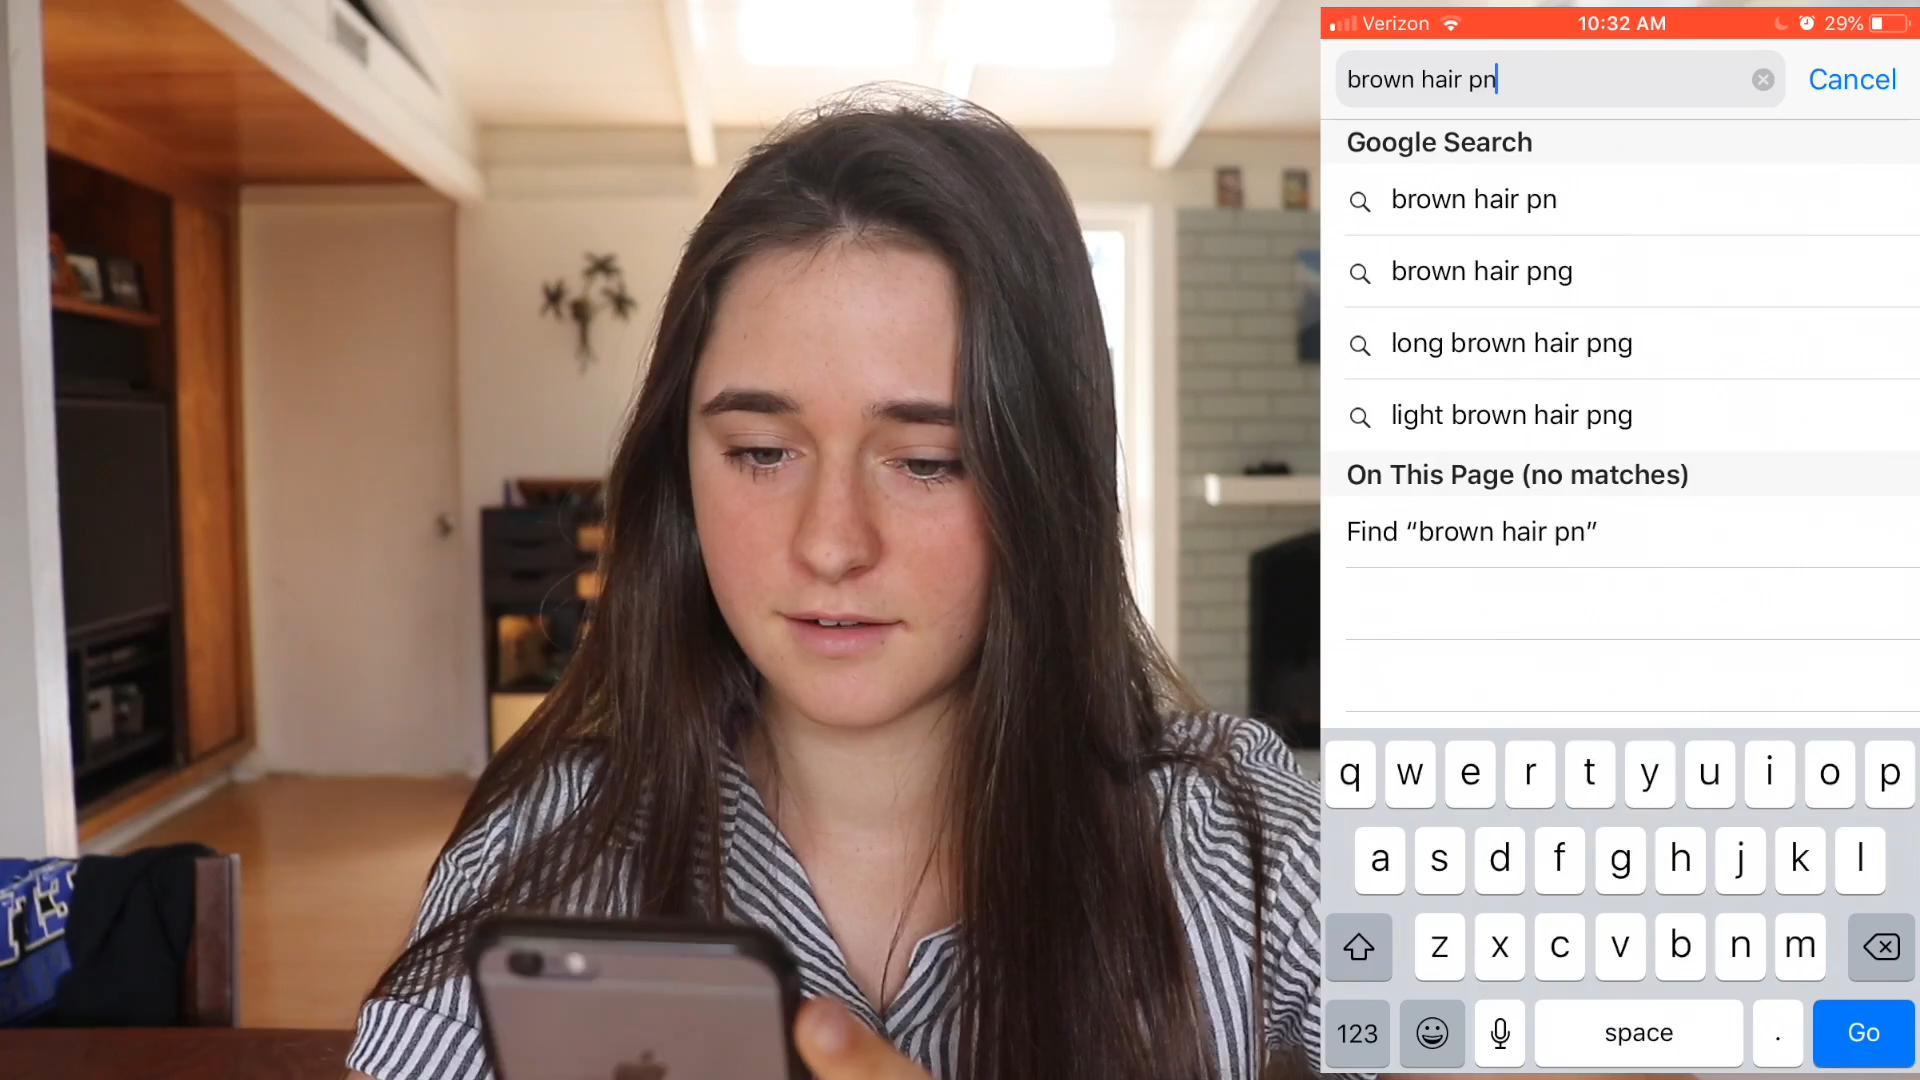 Verizon 10:32 AM 29%
brown hair pn Cancel
Google Search
brown hair pn
brown hair png
long brown hair png
light brown hair png
On This Page (no matches)
Find “brown hair pn”
q w e r t y u i o p
a s d f g h j k l
z x c v b n m
123 space . Go